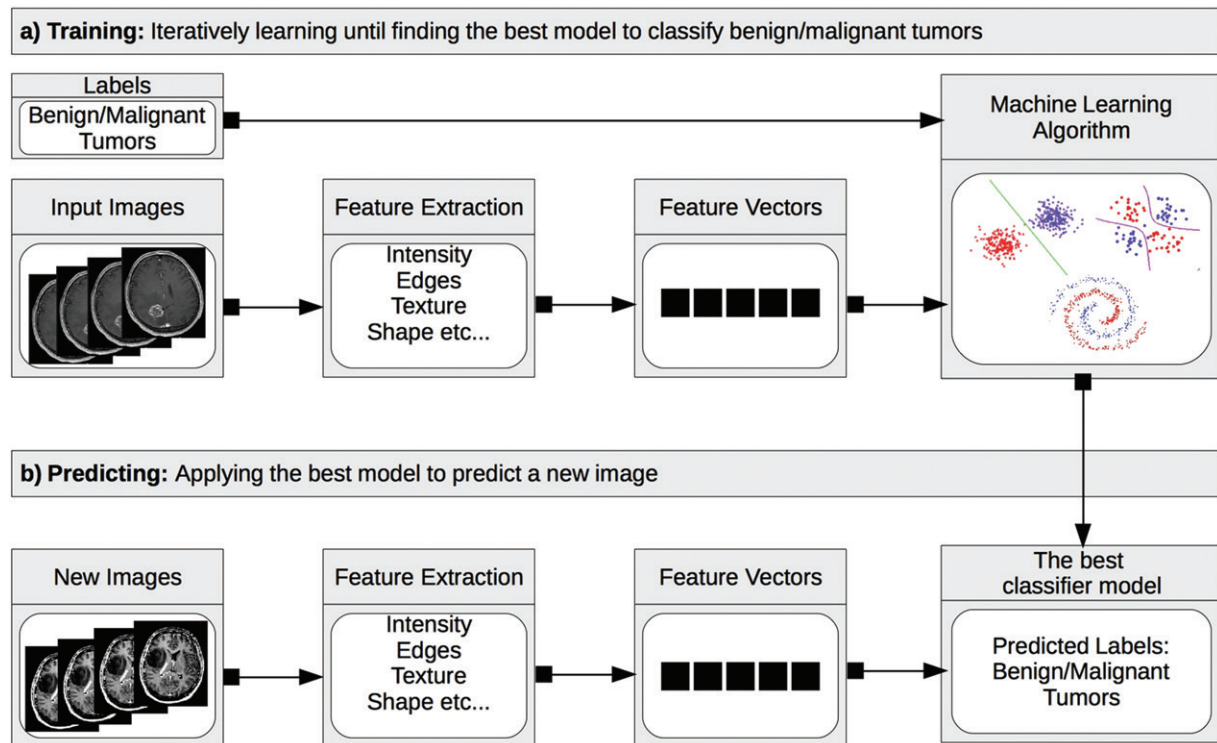 a) Training: Iteratively learning until finding the best model to classify benign/malignant tumors
Labels
Benign/Malignant
Tumors
Machine Learning
Algorithm
Input Images
Feature Extraction
Intensity
Edges
Texture
Shape etc...
Feature Vectors
b) Predicting: Applying the best model to predict a new image
New Images
Feature Extraction
Intensity
Edges
Texture
Shape etc...
Feature Vectors
The best
classifier model
Predicted Labels:
Benign/Malignant
Tumors